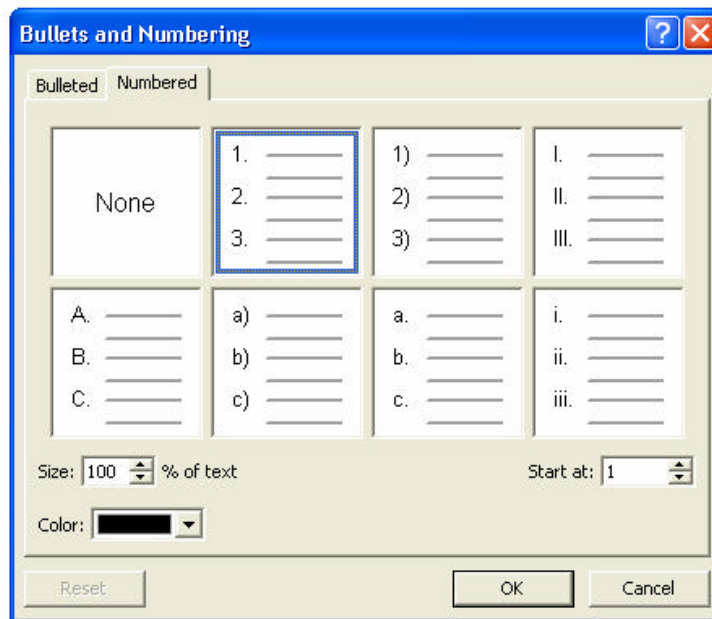 Bullets and Numbering
Bulleted Numbered
None
1.
2.
3.
1)
2)
3)
I.
II.
III.
A.
B.
C.
a)
b)
c)
a.
b.
c.
i.
ii.
iii.
Size: 100 % of text Start at: 1
Color:
Reset OK Cancel